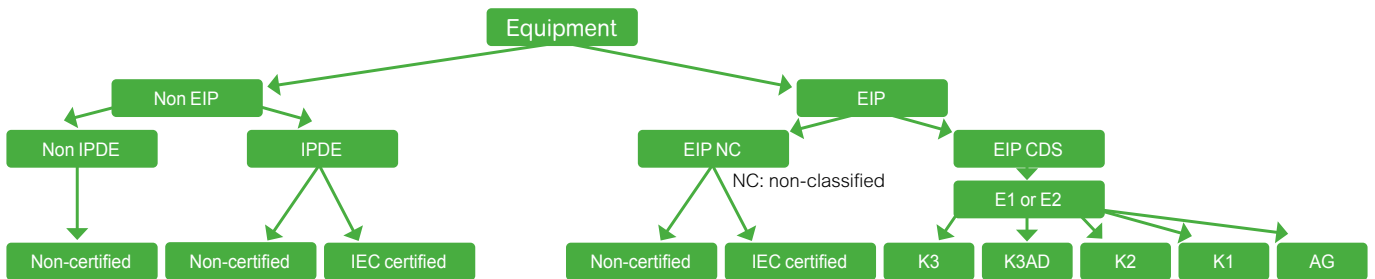 Equipment
Non EIP
EIP
Non IPDE
IPDE
EIP NC
EIP CDS
NC: non-classified
E1 or E2
Non-certified
Non-certified
IEC certified
Non-certified
IEC certified
K3
K3AD
K2
K1
AG